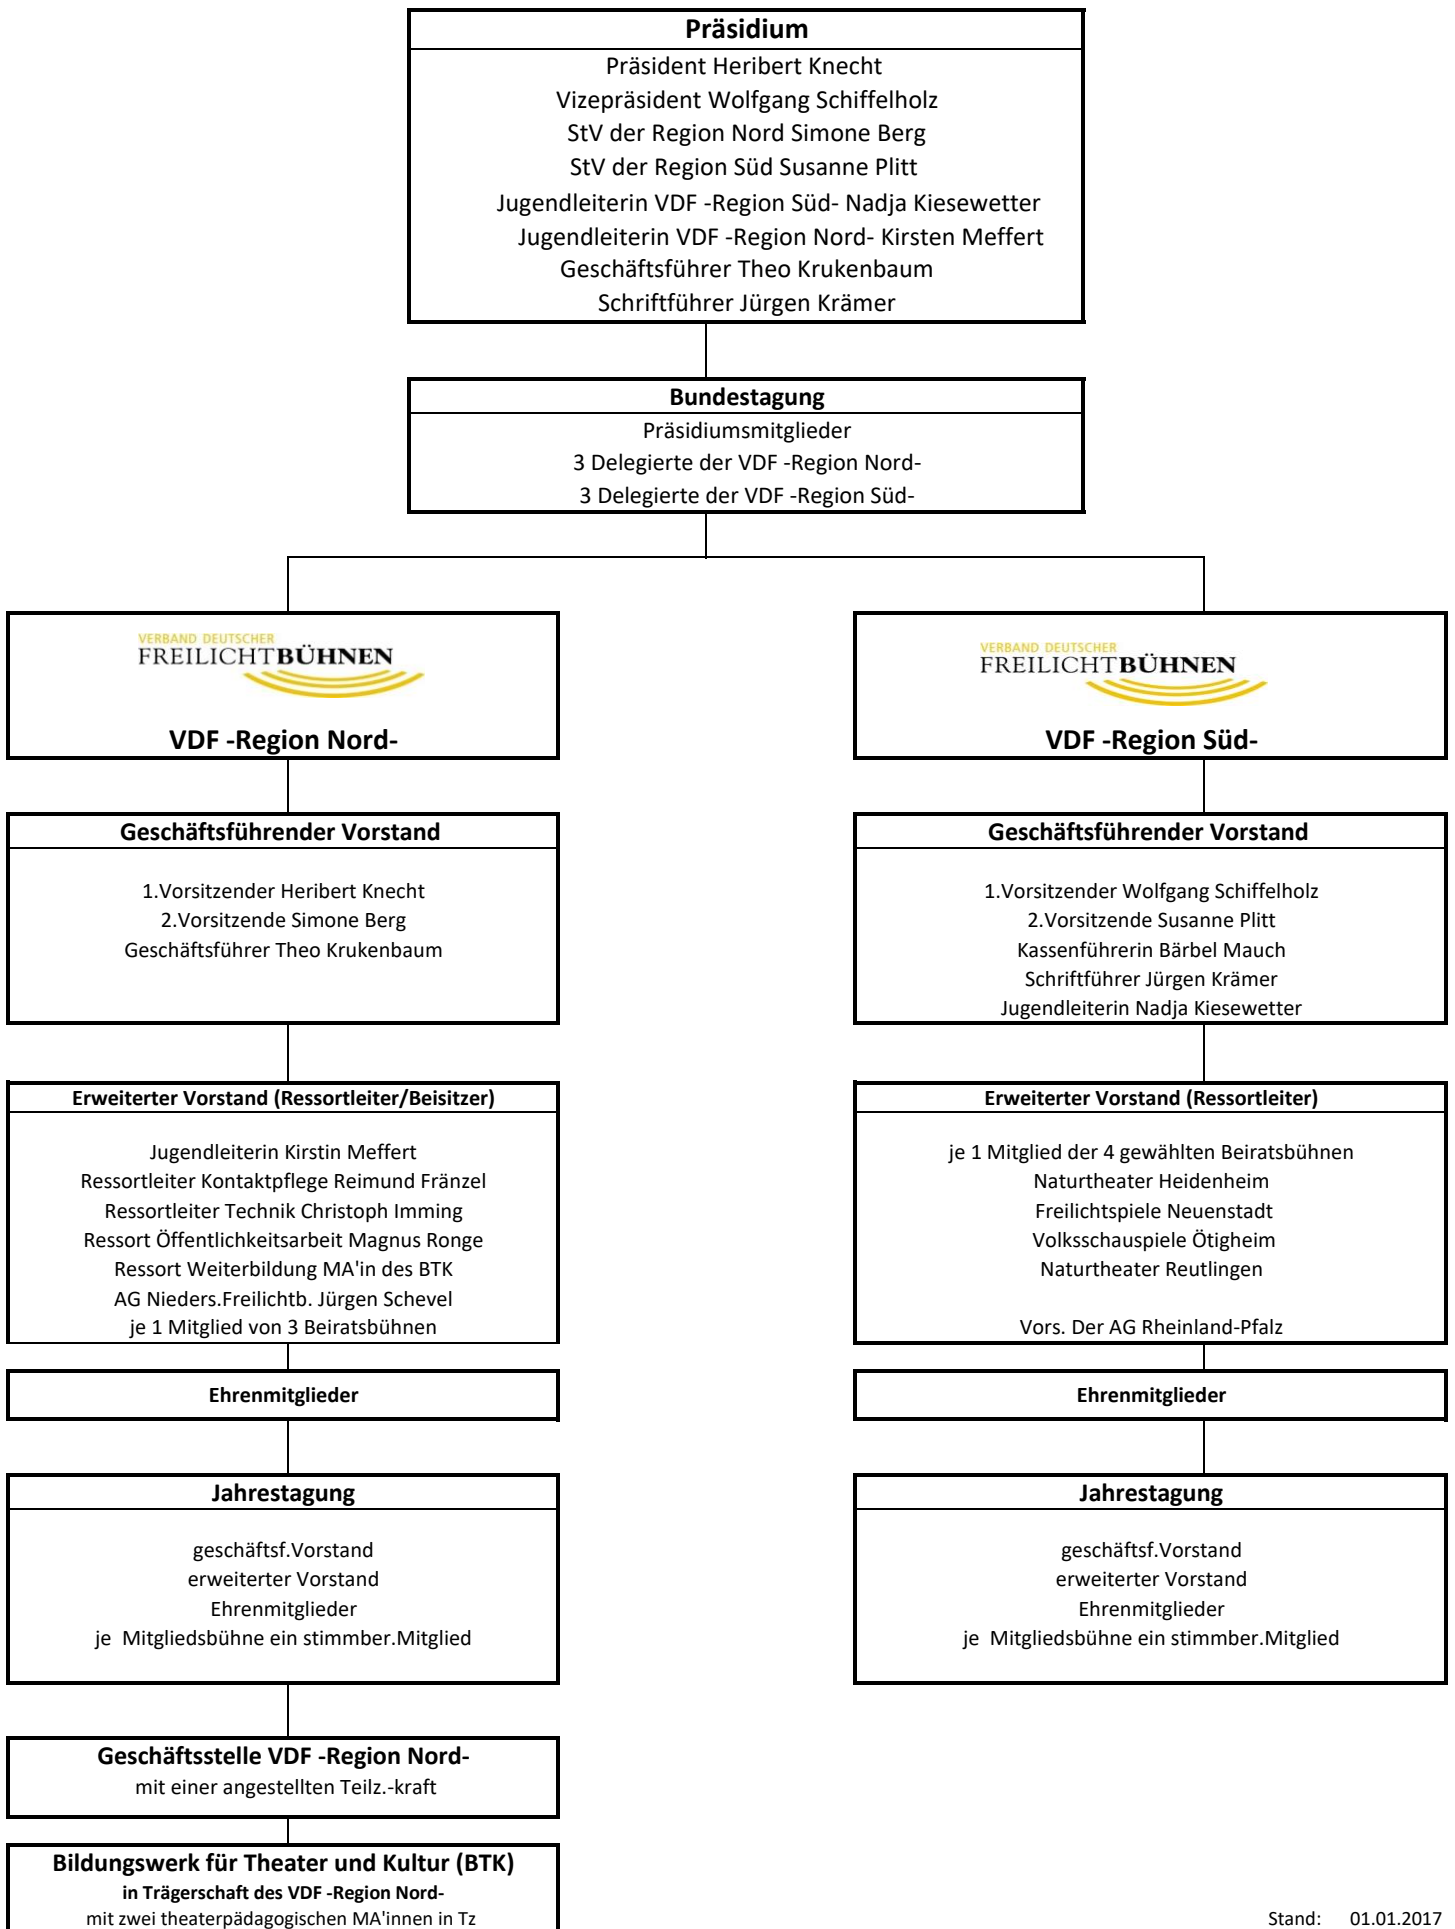 Präsidium
Präsident Heribert Knecht
Vizepräsident Wolfgang Schiffelholz
StV der Region Nord Simone Berg
StV der Region Süd Susanne Plitt
Jugendleiterin VDF -Region Süd- Nadja Kiesewetter
Jugendleiterin VDF -Region Nord- Kirsten Meffert
Geschäftsführer Theo Krukenbaum
Schriftführer Jürgen Krämer
Bundestagung
Präsidiumsmitglieder
3 Delegierte der VDF -Region Nord-
3 Delegierte der VDF -Region Süd-
VERBAND DEUTSCHER
FREILICHTBÜHNEN
VDF -Region Nord-
Geschäftsführender Vorstand
1.Vorsitzender Heribert Knecht
2.Vorsitzende Simone Berg
Geschäftsführer Theo Krukenbaum
Erweiterter Vorstand (Ressortleiter/Beisitzer)
Jugendleiterin Kirstin Meffert
Ressortleiter Kontaktpflege Reimund Fränzel
Ressortleiter Technik Christoph Imming
Ressort Öffentlichkeitsarbeit Magnus Ronge
Ressort Weiterbildung MA'in des BTK
AG Nieders.Freilichtb. Jürgen Schevel
je 1 Mitglied von 3 Beiratsbühnen
Ehrenmitglieder
Jahrestagung
geschäftsf.Vorstand
erweiterter Vorstand
Ehrenmitglieder
je  Mitgliedsbühne ein stimmber.Mitglied
Geschäftsstelle VDF -Region Nord-
mit einer angestellten Teilz.-kraft
Bildungswerk für Theater und Kultur (BTK)
in Trägerschaft des VDF -Region Nord-
mit zwei theaterpädagogischen MA'innen in Tz
VERBAND DEUTSCHER
FREILICHTBÜHNEN
VDF -Region Süd-
Geschäftsführender Vorstand
1.Vorsitzender Wolfgang Schiffelholz
2.Vorsitzende Susanne Plitt
Kassenführerin Bärbel Mauch
Schriftführer Jürgen Krämer
Jugendleiterin Nadja Kiesewetter
Erweiterter Vorstand (Ressortleiter)
je 1 Mitglied der 4 gewählten Beiratsbühnen
Naturtheater Heidenheim
Freilichtspiele Neuenstadt
Volksschauspiele Ötigheim
Naturtheater Reutlingen
Vors. Der AG Rheinland-Pfalz
Ehrenmitglieder
Jahrestagung
geschäftsf.Vorstand
erweiterter Vorstand
Ehrenmitglieder
je  Mitgliedsbühne ein stimmber.Mitglied
Stand: 01.01.2017